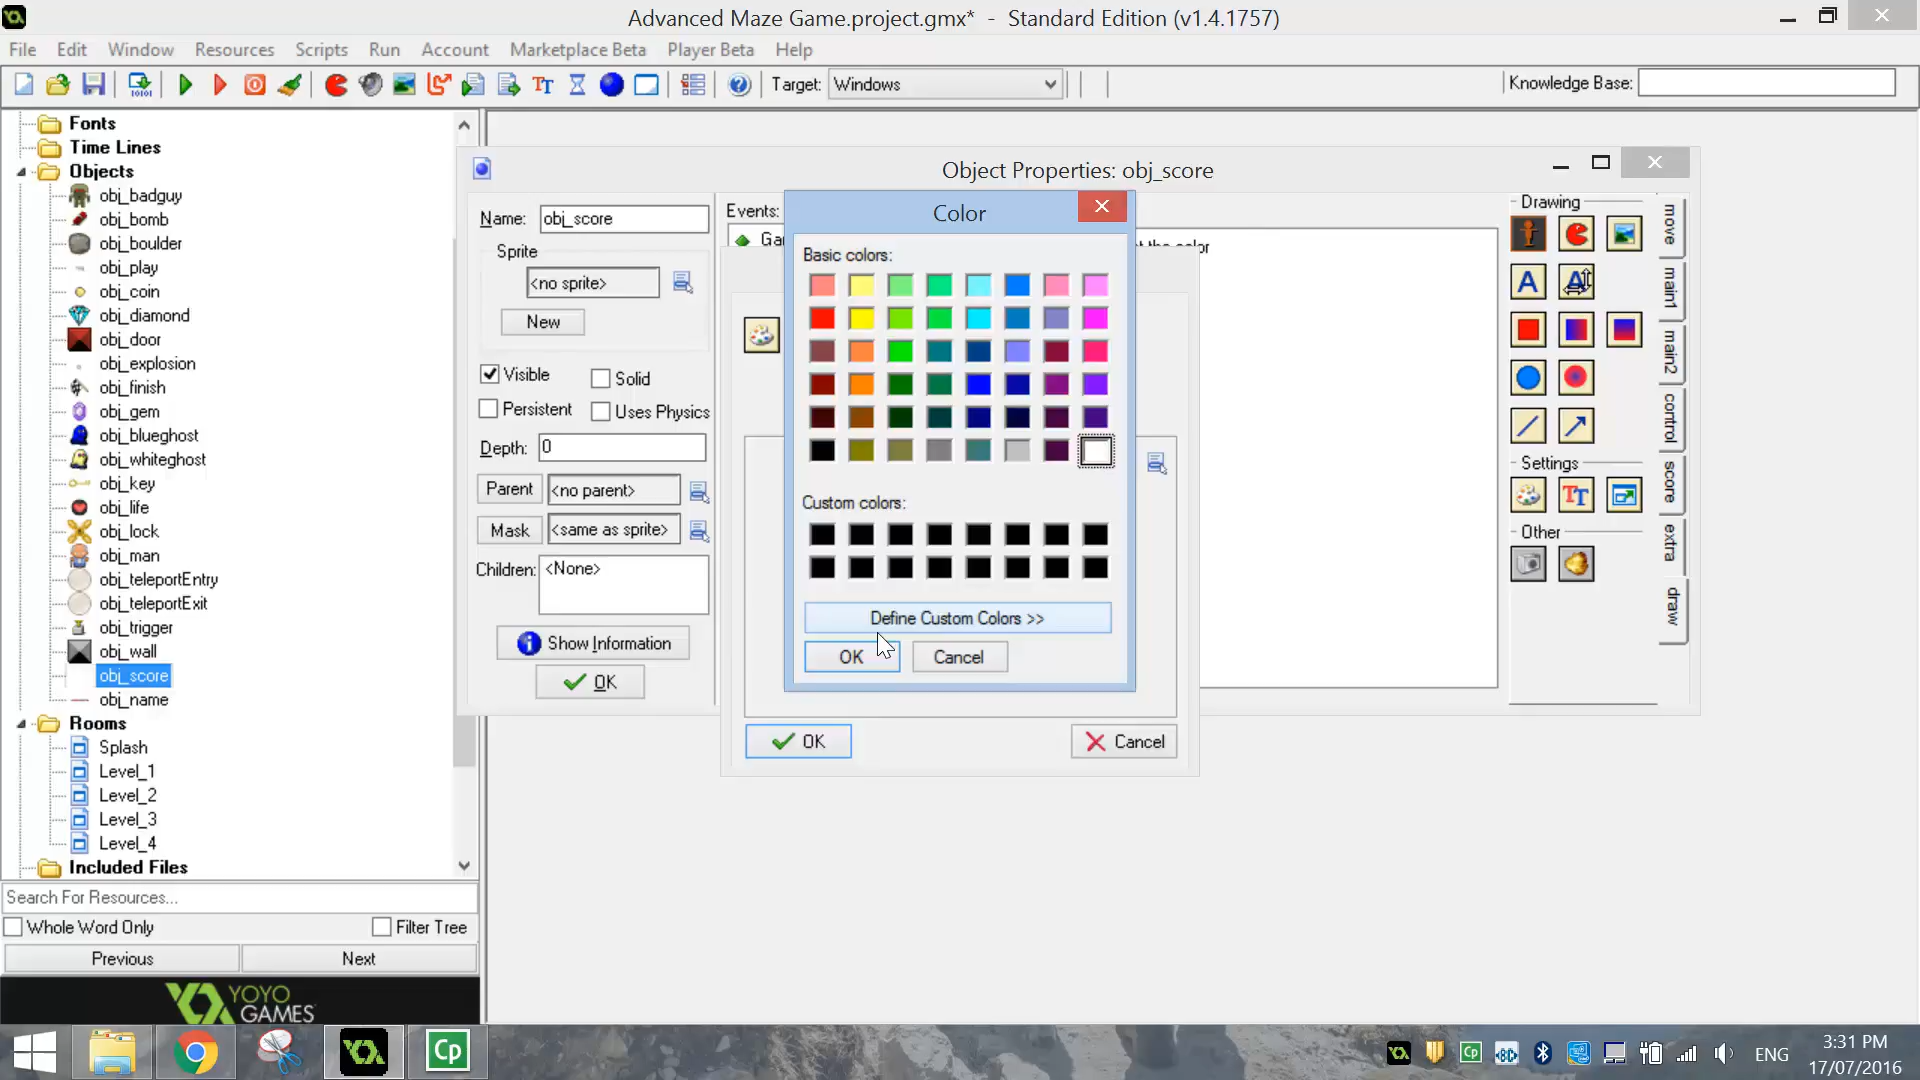 Advanced Maze Game.project.gmx* - Standard Edition (v1.4.1757)
File Edit Window Resources Scripts Run Account Marketplace Beta Player Beta Help
Target: Windows
Knowledge Base:
Fonts
Time Lines
Objects
obj_badguy
obj_bomb
obj_boulder
obj_play
obj_coin
obj_diamond
obj_door
obj_explosion
obj_finish
obj_gem
obj_blueghost
obj_whiteghost
obj_key
obj_life
obj_lock
obj_man
obj_teleportEntry
obj_teleportExit
obj_trigger
obj_wall
obj_score
obj_name
Rooms
Splash
Level_1
Level_2
Level_3
Level_4
Included Files
Search For Resources...
Whole Word Only Filter Tree
Previous Next
YOYO
GAMES
Object Properties: obj_score
Name: obj_score
Sprite
<no sprite>
New
Visible Solid
Persistent Uses Physics
Depth: 0
Parent <no parent>
Mask <same as sprite>
Children: <None>
Show Information
OK
Events:
color
Color
Basic colors:
Custom colors:
Define Custom Colors >>
OK Cancel
OK Cancel
Drawing
A
Settings
Other
move
main1
main2
control
score
extra
draw
Cp
Cp
ENG
3:31 PM
17/07/2016